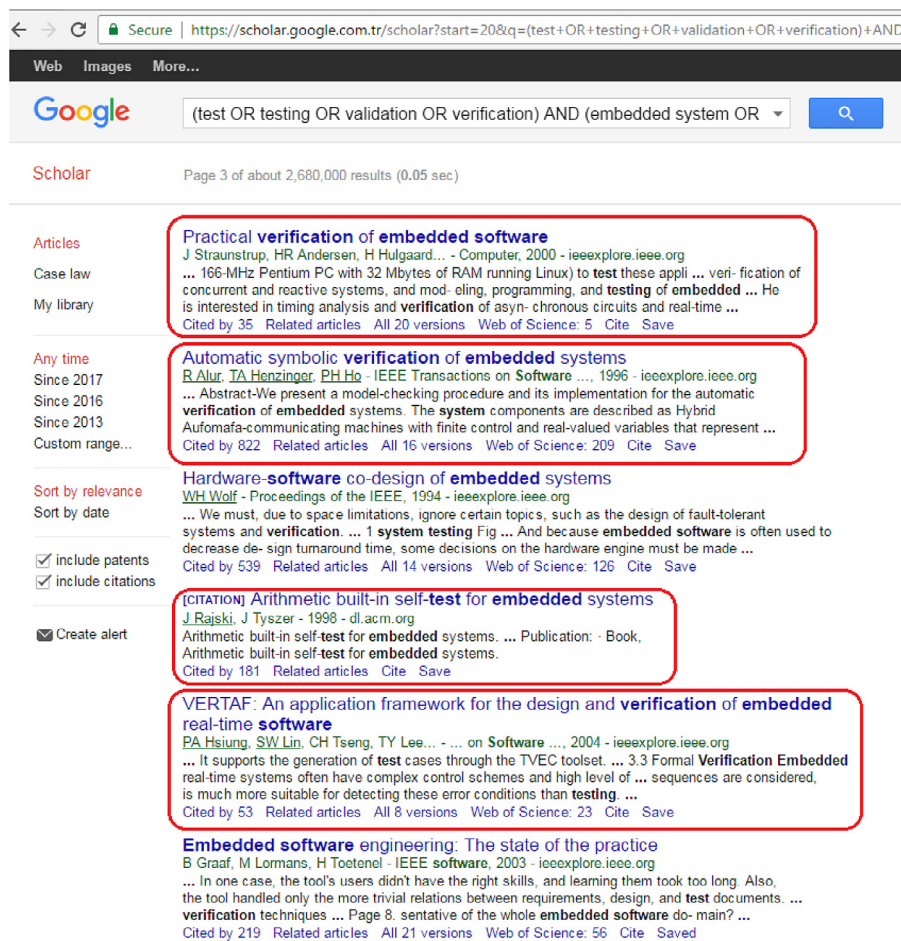 Secure | https://scholar.google.com.tr/scholar?start=20&q=(test+OR+testing+OR+validation+OR+verification)+AND
Web Images More...
Google
(test OR testing OR validation OR verification) AND (embedded system OR
Scholar
Page 3 of about 2,680,000 results (0.05 sec)
Articles
Case law
My library
Any time
Since 2017
Since 2016
Since 2013
Custom range...
Sort by relevance
Sort by date
include patents
include citations
Create alert
Practical verification of embedded software
J Straunstrup, HR Andersen, H Hulgaard... - Computer, 2000 - ieeexplore.ieee.org
... 166-MHz Pentium PC with 32 Mbytes of RAM running Linux) to test these appli ... veri- fication of
concurrent and reactive systems, and mod- eling, programming, and testing of embedded ... He
is interested in timing analysis and verification of asyn- chronous circuits and real-time ...
Cited by 35 Related articles All 20 versions Web of Science: 5 Cite Save
Automatic symbolic verification of embedded systems
R Alur, TA Henzinger, PH Ho - IEEE Transactions on Software ..., 1996 - ieeexplore.ieee.org
... Abstract-We present a model-checking procedure and its implementation for the automatic
verification of embedded systems. The system components are described as Hybrid
Aufomafa-communicating machines with finite control and real-valued variables that represent ...
Cited by 822 Related articles All 16 versions Web of Science: 209 Cite Save
Hardware-software co-design of embedded systems
WH Wolf - Proceedings of the IEEE, 1994 - ieeexplore.ieee.org
... We must, due to space limitations, ignore certain topics, such as the design of fault-tolerant
systems and verification. ... 1 system testing Fig ... And because embedded software is often used to
decrease de- sign turnaround time, some decisions on the hardware engine must be made ...
Cited by 539 Related articles All 14 versions Web of Science: 126 Cite Save
[CITATION] Arithmetic built-in self-test for embedded systems
J Rajski, J Tyszer - 1998 - dl.acm.org
Arithmetic built-in self-test for embedded systems. ... Publication: · Book,
Arithmetic built-in self-test for embedded systems.
Cited by 181 Related articles Cite Save
VERTAF: An application framework for the design and verification of embedded
real-time software
PA Hsiung, SW Lin, CH Tseng, TY Lee... - ... on Software ..., 2004 - ieeexplore.ieee.org
... It supports the generation of test cases through the TVEC toolset. ... 3.3 Formal Verification Embedded
real-time systems often have complex control schemes and high level of ... sequences are considered,
is much more suitable for detecting these error conditions than testing. ...
Cited by 53 Related articles All 8 versions Web of Science: 23 Cite Save
Embedded software engineering: The state of the practice
B Graaf, M Lormans, H Toetenel - IEEE software, 2003 - ieeexplore.ieee.org
... In one case, the tool's users didn't have the right skills, and learning them took too long. Also,
the tool handled only the more trivial relations between requirements, design, and test documents. ...
verification techniques ... Page 8. sentative of the whole embedded software do- main? ...
Cited by 219 Related articles All 21 versions Web of Science: 56 Cite Saved